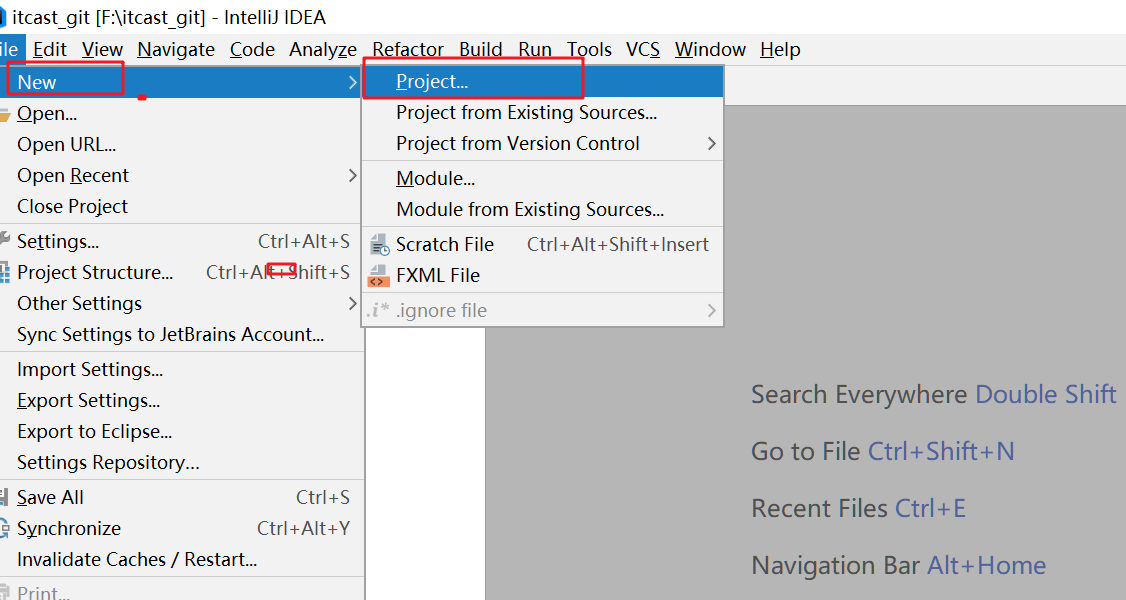 itcast_git [F:\itcast_git] - IntelliJ IDEA
ile Edit View Navigate Code Analyze Refactor Build Run Tools VCS Window Help
New
Open...
Open URL...
Open Recent
Close Project
Settings... Ctrl+Alt+S
Project Structure... Ctrl+Alt+Shift+S
Other Settings
Sync Settings to JetBrains Account...
Import Settings...
Export Settings...
Export to Eclipse...
Settings Repository...
Save All Ctrl+S
Synchronize Ctrl+Alt+Y
Invalidate Caches / Restart...
Print...
Project...
Project from Existing Sources...
Project from Version Control
Module...
Module from Existing Sources...
Scratch File Ctrl+Alt+Shift+Insert
FXML File
.i* .ignore file
Search Everywhere Double Shift
Go to File Ctrl+Shift+N
Recent Files Ctrl+E
Navigation Bar Alt+Home